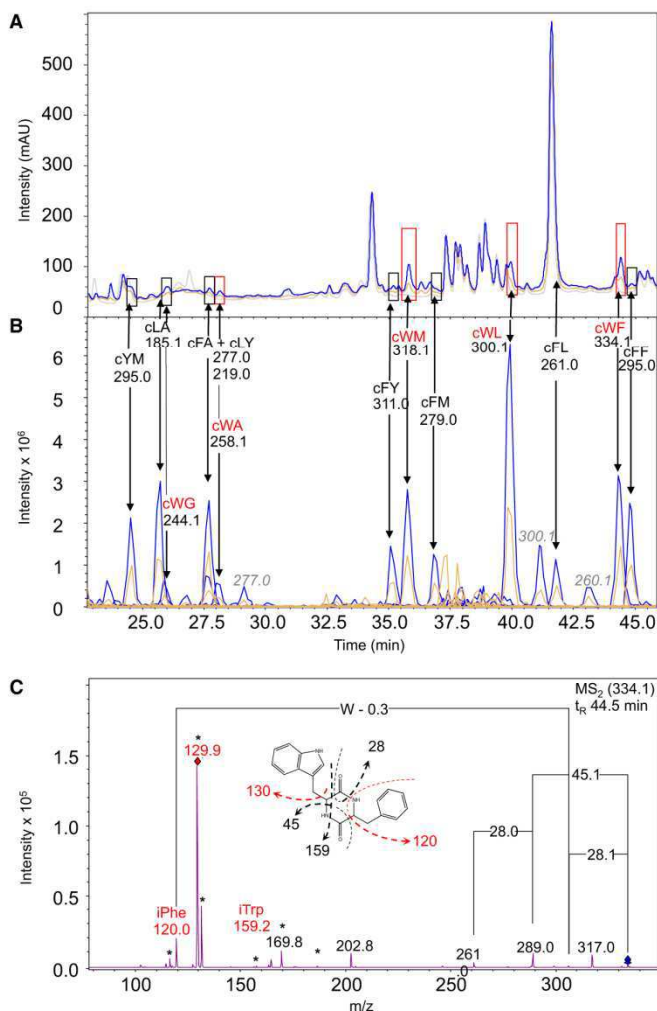 A
Intensity (mAU)
500
400
300
200
100
0
B
Intensity x 10⁶
6
5
4
3
2
1
0
cYM
295.0
cLA
185.1
cWG
244.1
cFA + cLY
277.0
219.0
cWA
258.1
277.0
cFY
311.0
cWM
318.1
cFM
279.0
cWL
300.1
300.1
cFL
261.0
260.1
cWF
334.1
cFF
295.0
25.0
27.5
30.0
32.5
35.0
37.5
40.0
42.5
45.0
Time (min)
C
MS₂ (334.1)
tR 44.5 min
W - 0.3
Intensity x 10⁵
1.5
1.0
0.5
0.0
*
129.9
*
iPhe
120.0
*
iTrp
159.2
*
*
169.8
*
202.8
261
.0
289.0
317.0
28.0
45.1
28.1
NH
O
NH
HN
O
28
130
45
159
120
100
150
200
250
300
350
m/z